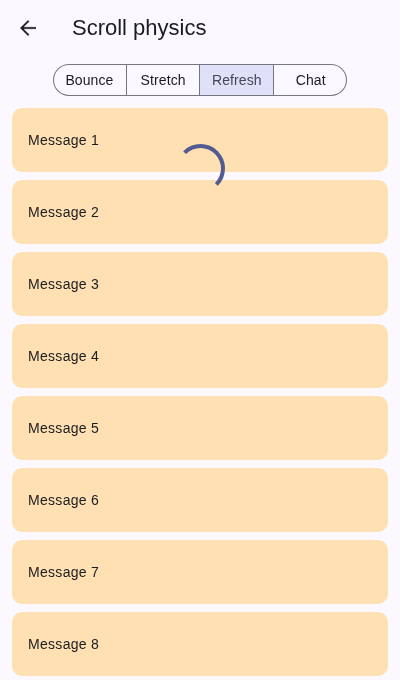 Scroll physics
Bounce Stretch Refresh Chat
Message 1
Message 2
Message 3
Message 4
Message 5
Message 6
Message 7
Message 8